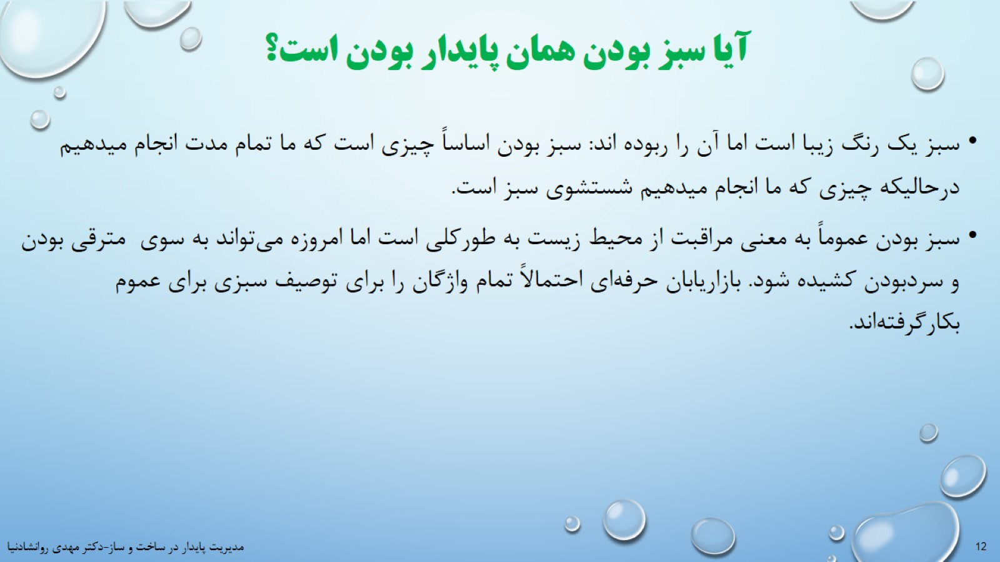 آیا سبز بودن همان پایدار بودن است؟
• سبز یک رنگ زیبا است اما آن را ربوده اند: سبز بودن اساساً چیزی است که ما تمام مدت انجام میدهیم
درحالیکه چیزی که ما انجام میدهیم شستشوی سبز است.
• سبز بودن عموماً به معنی مراقبت از محیط زیست به طورکلی است اما امروزه می‌تواند به سوی مترقی بودن
و سردبودن کشیده شود. بازاریابان حرفه‌ای احتمالاً تمام واژگان را برای توصیف سبزی برای عموم
بکارگرفته‌اند.
مدیریت پایدار در ساخت و ساز-دکتر مهدی روانشادنیا
12